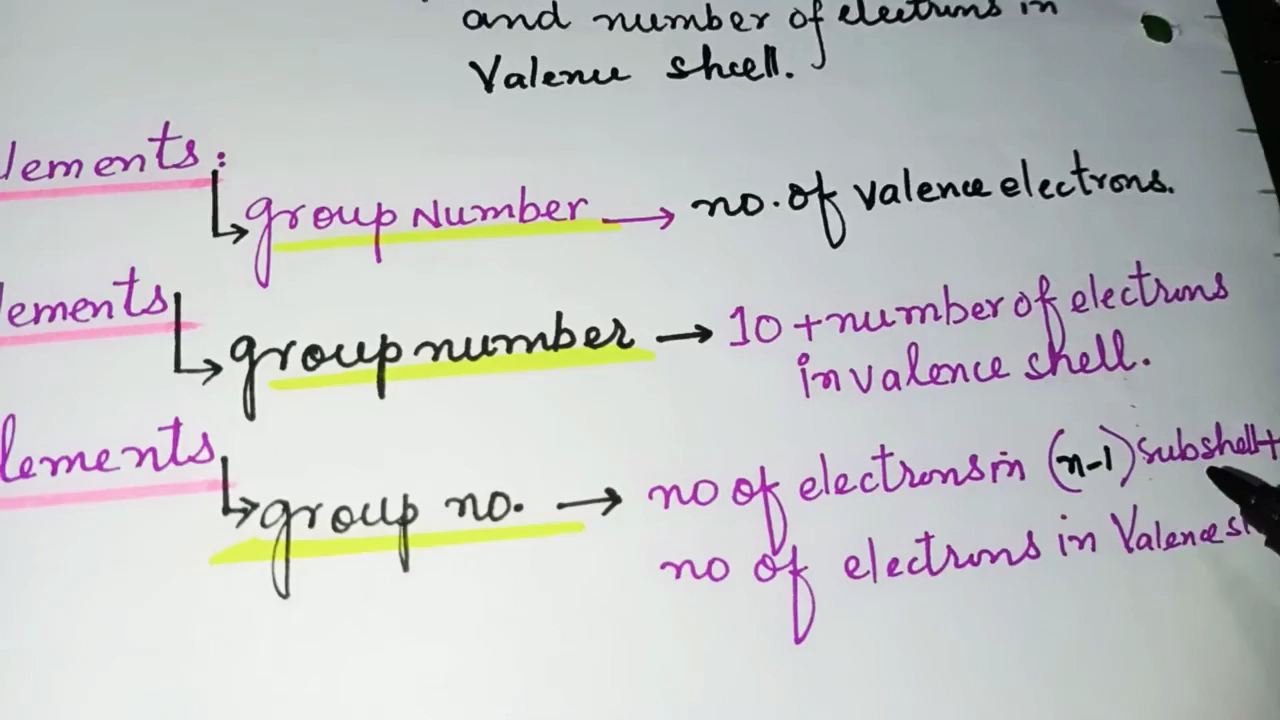 and number of electrons in
Valence shell.
lements:
group Number → no. of valence electrons.
lements
group number → 10 + number of electrons
in valence shell.
lements
group no. → no of electrons in (n-1) subshell +
no of electrons in Valence